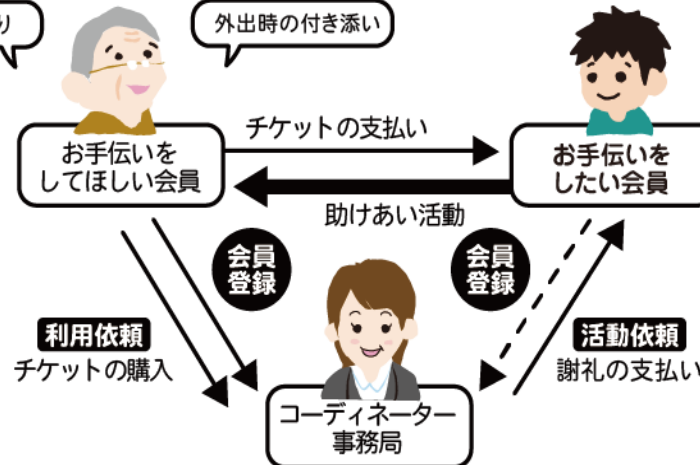 り
外出時の付き添い
チケットの支払い
お手伝いを
してほしい会員
お手伝いを
したい会員
助けあい活動
会員
登録
会員
登録
利用依頼
チケットの購入
活動依頼
謝礼の支払い
コーディネーター
事務局